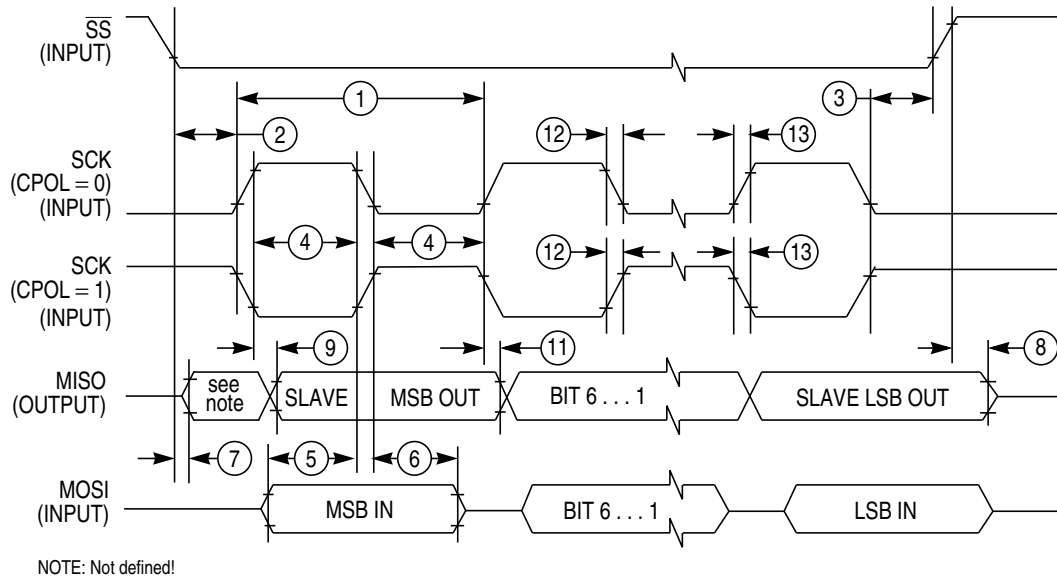 SS
(INPUT)
1
3
2
12
13
SCK
(CPOL = 0)
(INPUT)
4
4
SCK
(CPOL = 1)
(INPUT)
12
13
9
11
8
MISO
(OUTPUT)
see
note
SLAVE
MSB OUT
BIT 6 . . . 1
SLAVE LSB OUT
7
5
6
MOSI
(INPUT)
MSB IN
BIT 6 . . . 1
LSB IN
NOTE: Not defined!